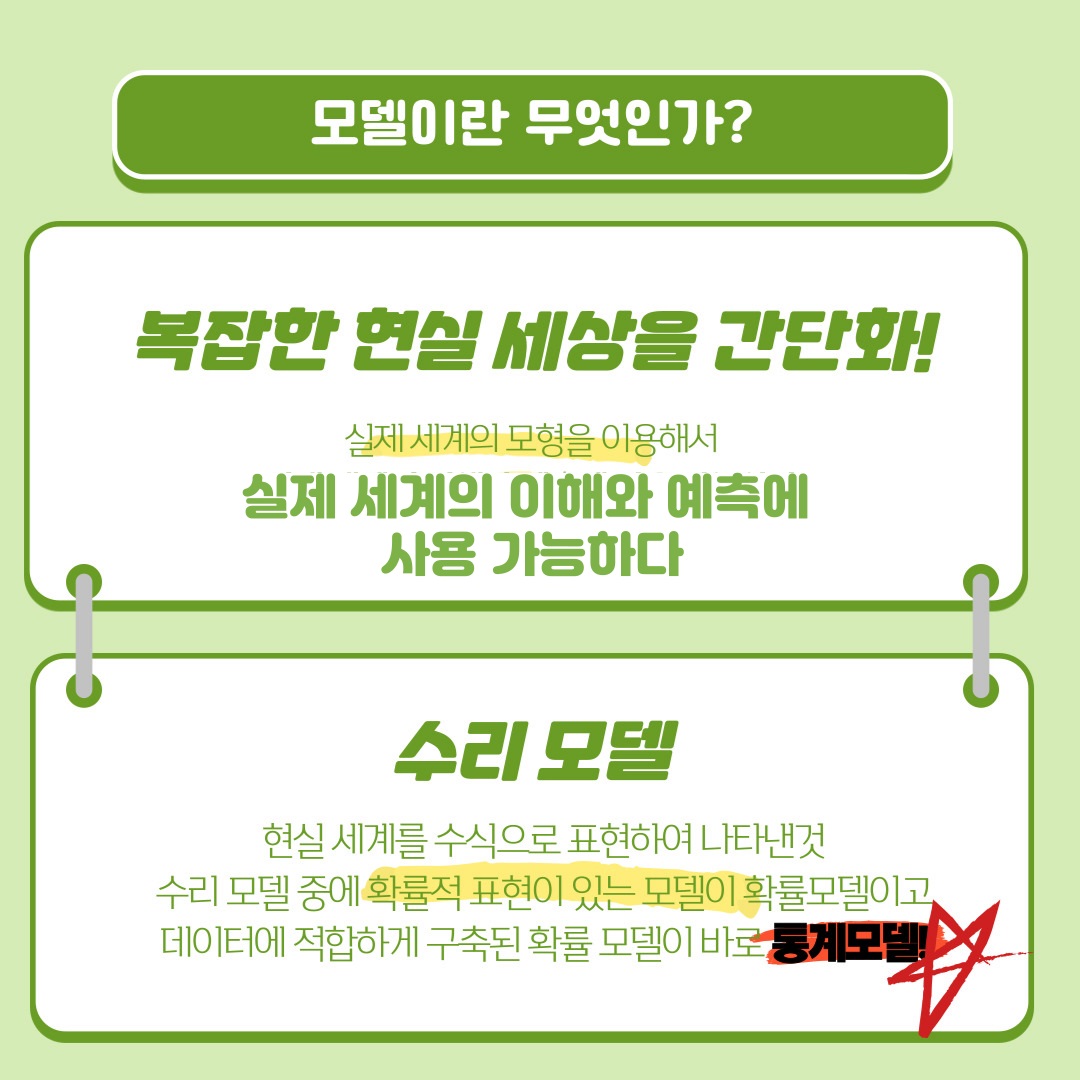 모델이란 무엇인가?
복잡한 현실 세상을 간단화!
실제 세계의 모형을 이용해서
실제 세계의 이해와 예측에
사용 가능하다
수리 모델
현실 세계를 수식으로 표현하여 나타낸것
수리 모델 중에 확률적 표현이 있는 모델이 확률모델이고
데이터에 적합하게 구축된 확률 모델이 바로 통계모델!